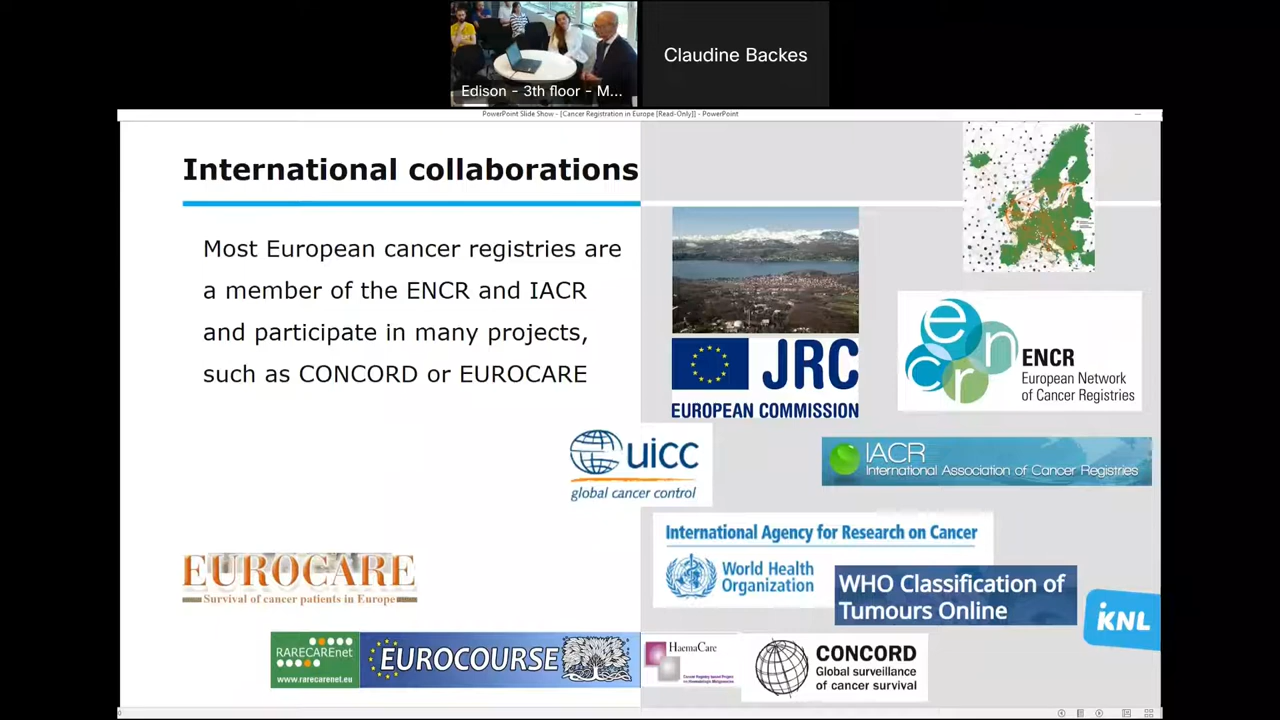 Claudine Backes
Edison - 3th floor - M...
PowerPoint Slide Show - [Cancer Registration in Europe [Read-Only]] - PowerPoint
International collaborations
Most European cancer registries are
a member of the ENCR and IACR
and participate in many projects,
such as CONCORD or EUROCARE
JRC
EUROPEAN COMMISSION
encr
ENCR
European Network
of Cancer Registries
uicc
global cancer control
IACR
International Association of Cancer Registries
International Agency for Research on Cancer
World Health
Organization
WHO Classification of
Tumours Online
iKNL
EUROCARE
Survival of cancer patients in Europe
RARECAREnet
www.rarecarenet.eu
EUROCOURSE
HaemaCare
CONCORD
Global surveillance
of cancer survival